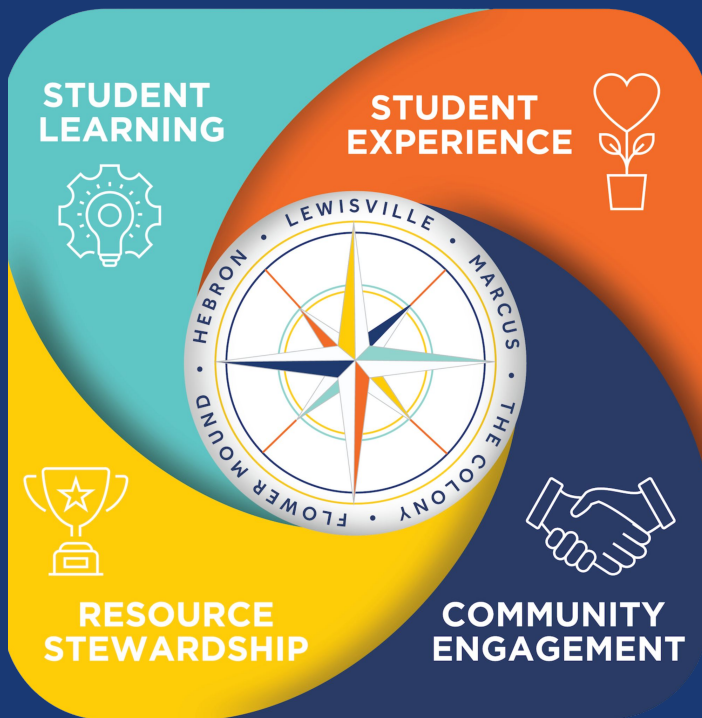 STUDENT
LEARNING
STUDENT
EXPERIENCE
HEBRON • LEWISVILLE • MARCUS • THE COLONY • FLOWER MOUND •
RESOURCE
STEWARDSHIP
COMMUNITY
ENGAGEMENT